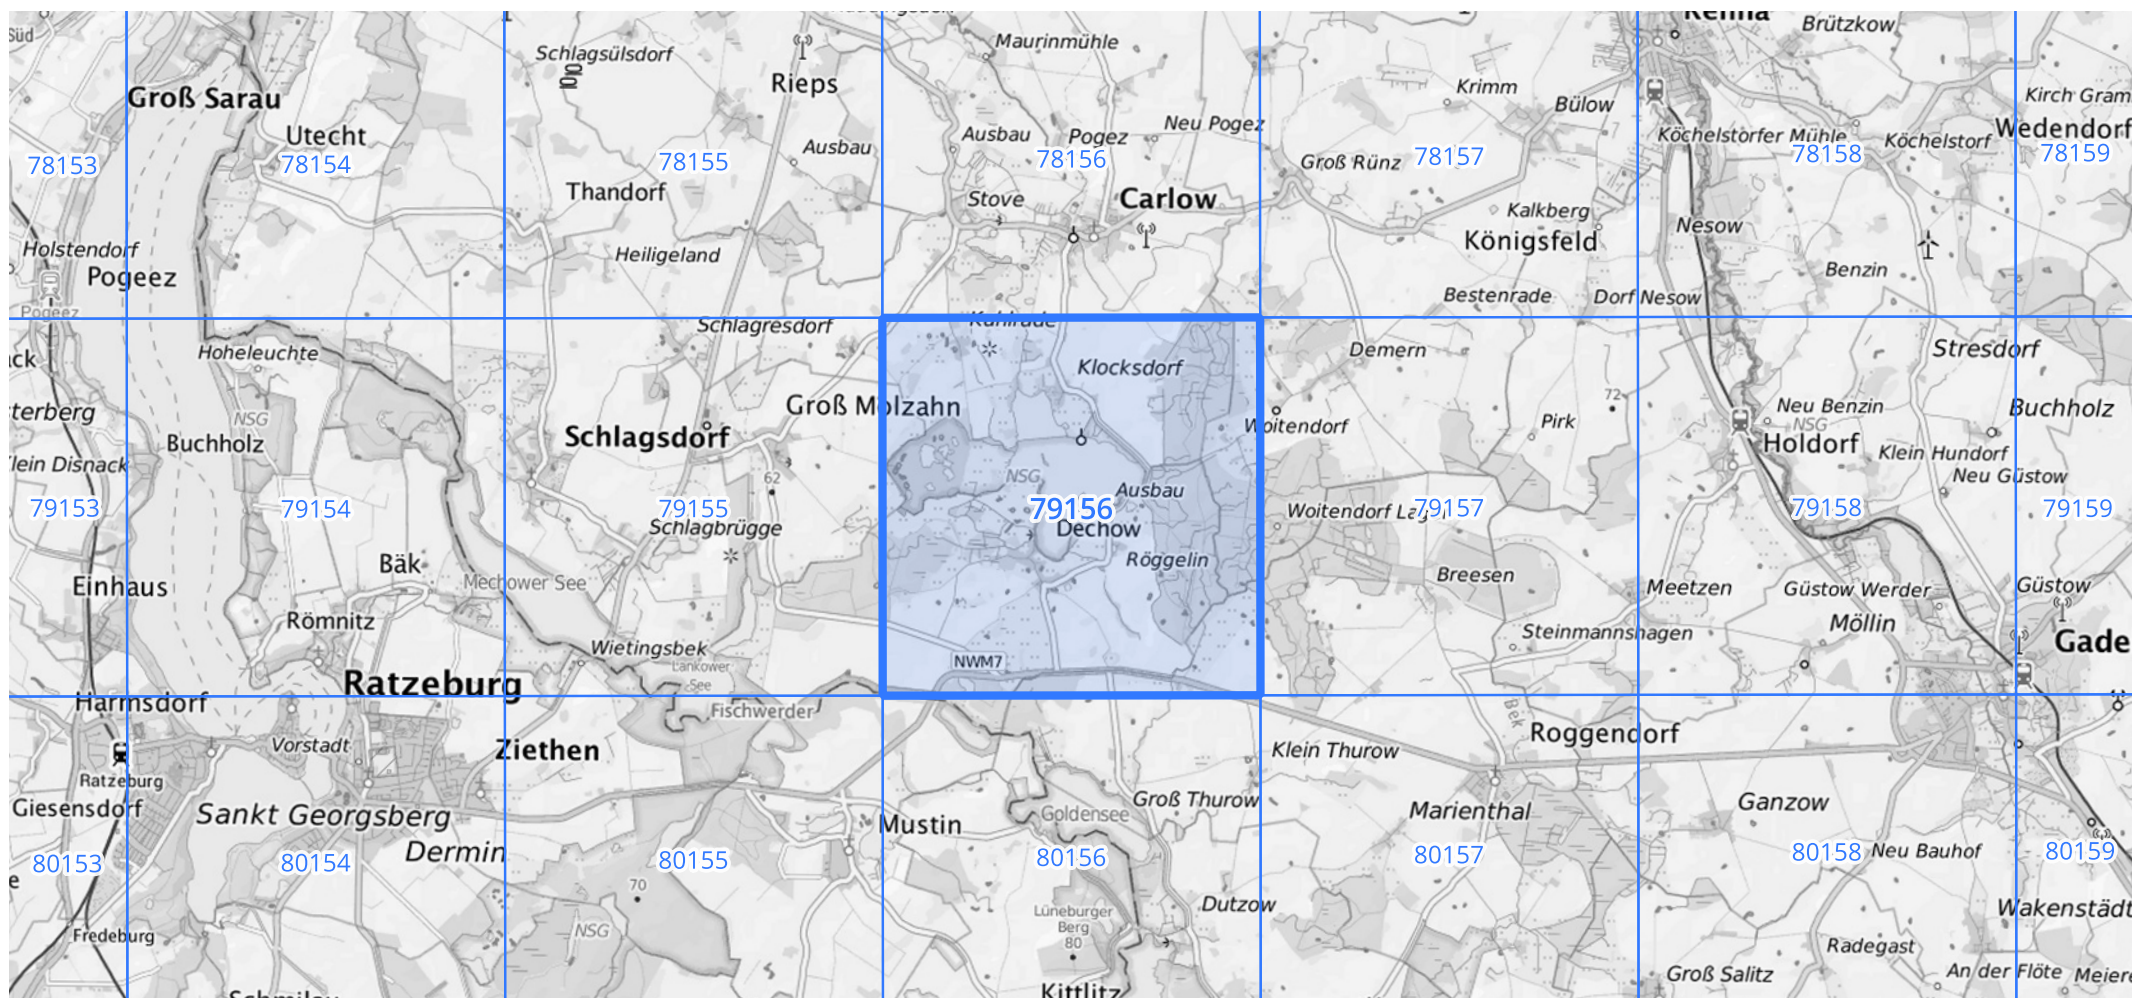 Süd
Schlagsülsdorf
Maurinmühle
Brützkow
Rieps
Krimm
Bülow
Kirch Gram
Groß Sarau
Utecht
Ausbau
Ausbau
Pogez
Neu Pogez
Köchelstorfer Mühle
Köchelstorf
Wedendorf
78153
78154
78155
78156
Groß Rünz
78157
78158
78159
Thandorf
Stove
Carlow
Kalkberg
Nesow
Holstendorf
Pogeez
Heiligeland
Königsfeld
Benzin
Pogeez
Bestenrade
Dorf Nesow
Schlagresdorf
Kuhlrade
Hoheleuchte
Klocksdorf
Demern
Stresdorf
ack
sterberg
NSG
Groß Molzahn
72
Neu Benzin
NSG
Buchholz
Buchholz
Schlagsdorf
Woitendorf
Pirk
Holdorf
Klein Disnack
62
NSG
Klein Hundorf
Neu Güstow
79153
79154
79155
Ausbau
79156
Woitendorf Lager
79157
79158
79159
Schlagbrügge
Dechow
Bäk
Röggelin
Einhaus
Mechower See
Breesen
Meetzen
Güstow Werder
Güstow
Römnitz
Möllin
Wietingsbek
Steinmannshagen
Gade
NWM7
Lankower
See
Ratzeburg
Harmsdorf
Fischwerder
Bek
Roggendorf
Vorstadt
Ziethen
Klein Thurow
Ratzeburg
Giesensdorf
Sankt Georgsberg
Goldensee
Groß Thurow
Marienthal
Ganzow
Mustin
Dermin
80153
80154
80155
80156
80157
80158
Neu Bauhof
80159
e
70
Lüneburger
Berg
80
Dutzow
Wakenstädt
NSG
Fredeburg
Radegast
Groß Salitz
An der Flöte
Meiere
Kittlitz